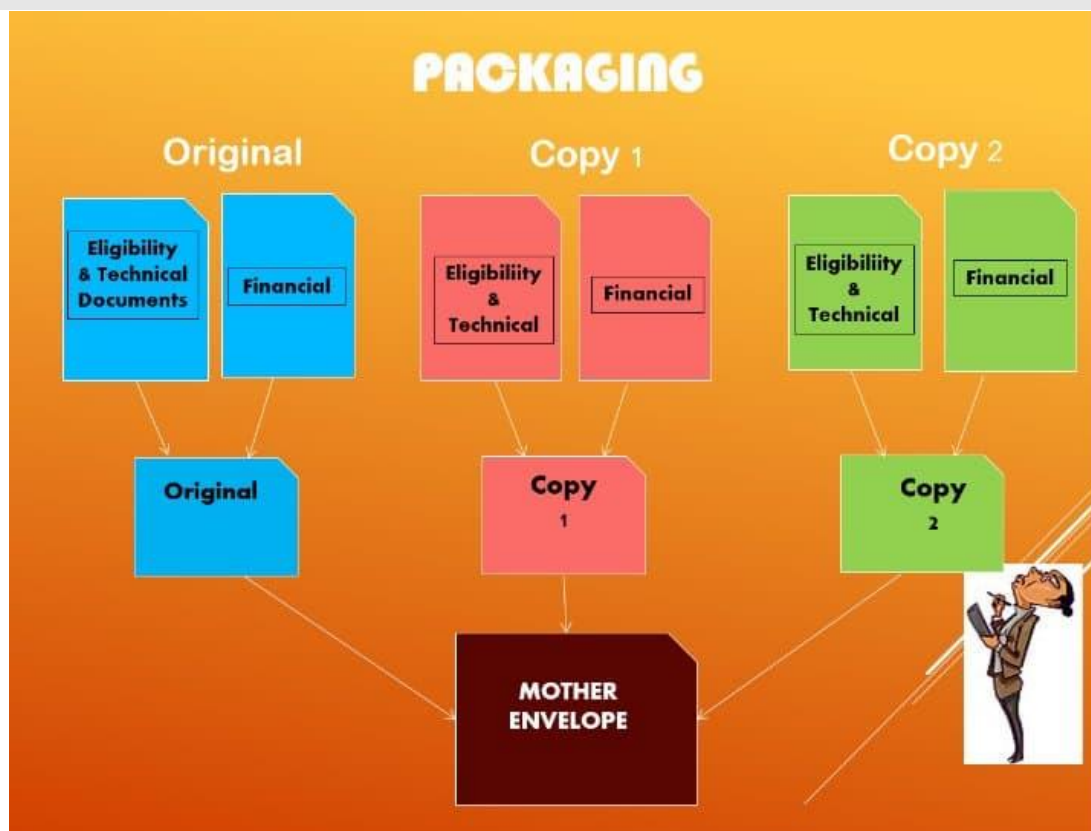 PACKAGING
Original
Copy 1
Copy 2
Eligibility
& Technical
Documents
Financial
Eligibiliity
&
Technical
Financial
Eligibiliity
&
Technical
Financial
Original
Copy
1
Copy
2
MOTHER
ENVELOPE